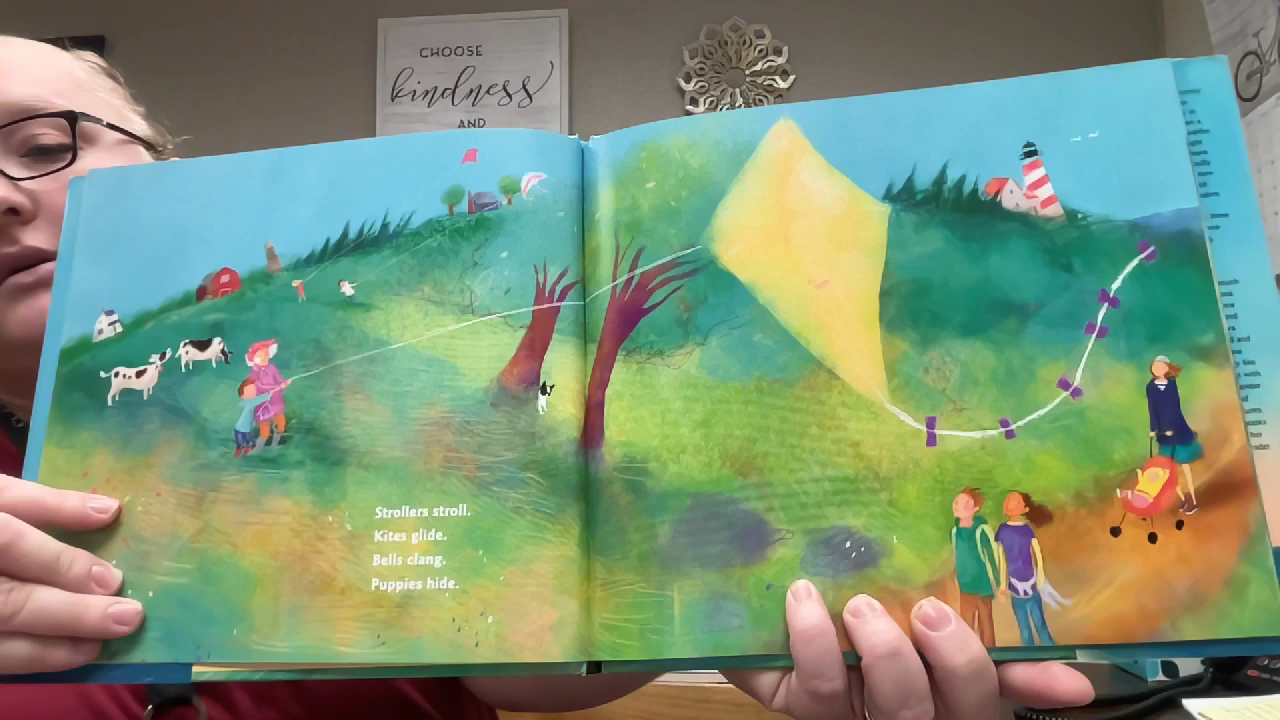 CHOOSE
kindness
AND
Strollers stroll.
Kites glide.
Bells clang.
Puppies hide.